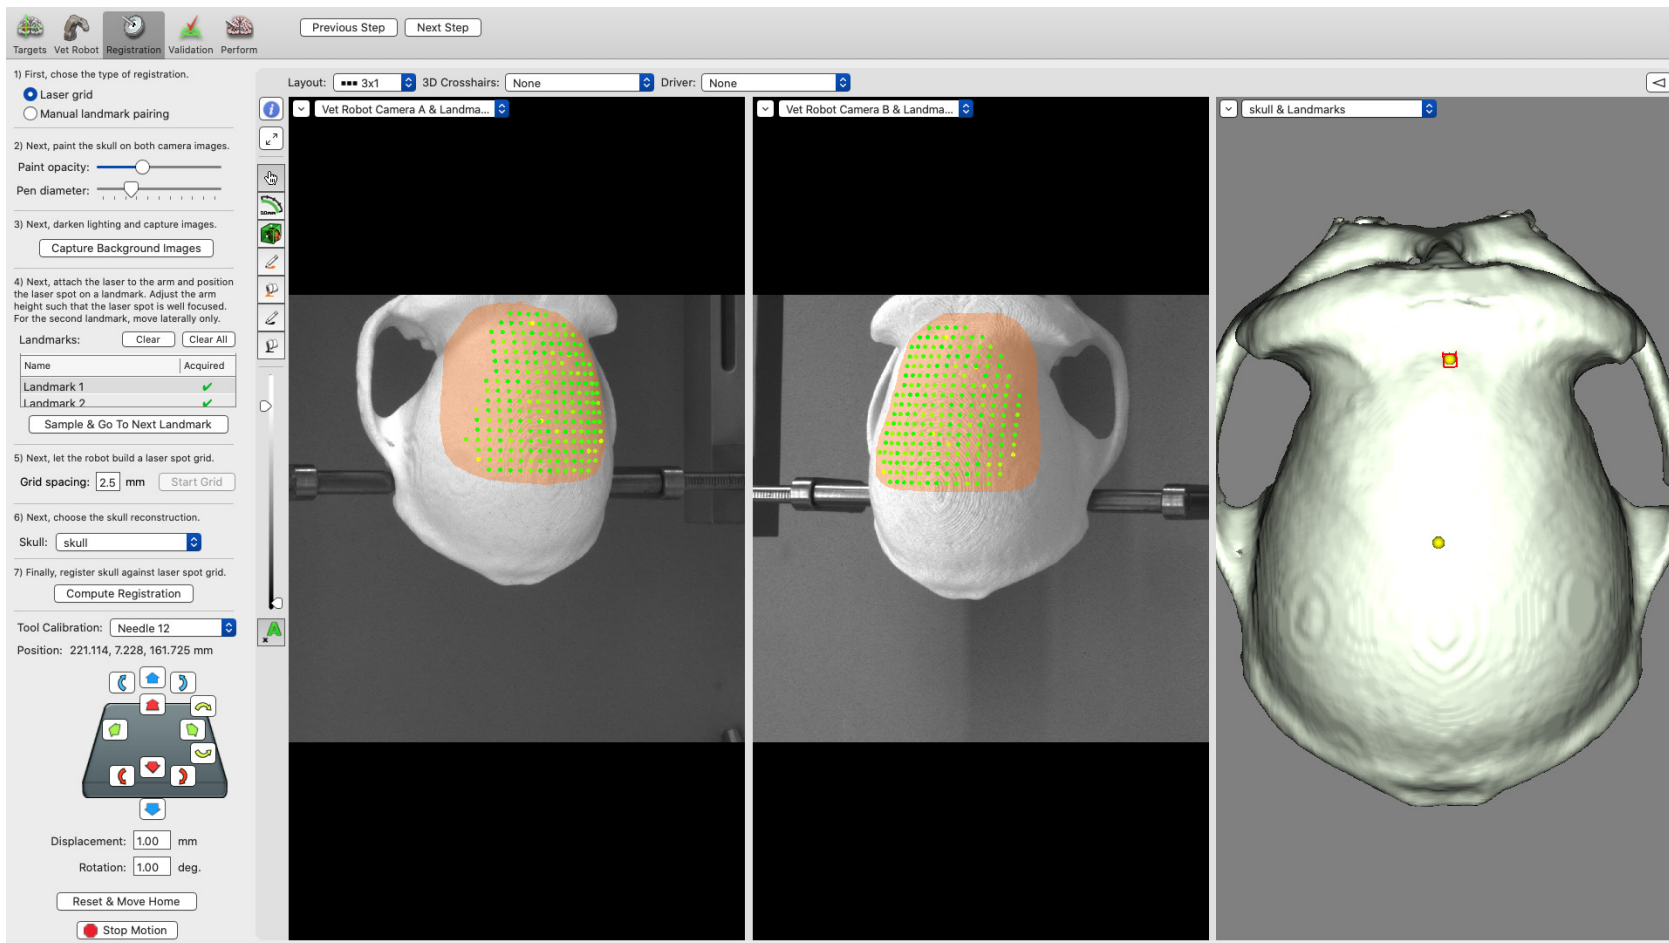 Previous Step
Next Step
Targets
Vet Robot
Registration
Validation
Perform
1) First, chose the type of registration.
Laser grid
Manual landmark pairing
2) Next, paint the skull on both camera images.
Paint opacity:
Pen diameter:
3) Next, darken lighting and capture images.
Capture Background Images
4) Next, attach the laser to the arm and position
the laser spot on a landmark. Adjust the arm
height such that the laser spot is well focused.
For the second landmark, move laterally only.
Landmarks:
Clear
Clear All
Name
Acquired
Landmark 1
Landmark 2
Sample & Go To Next Landmark
5) Next, let the robot build a laser spot grid.
Grid spacing: 2.5 mm
Start Grid
6) Next, choose the skull reconstruction.
Skull: skull
7) Finally, register skull against laser spot grid.
Compute Registration
Tool Calibration: Needle 12
Position: 221.114, 7.228, 161.725 mm
Displacement: 1.00 mm
Rotation: 1.00 deg.
Reset & Move Home
Stop Motion
Layout: 3x1
3D Crosshairs: None
Driver: None
Vet Robot Camera A & Landma...
Vet Robot Camera B & Landma...
skull & Landmarks
10mm
A